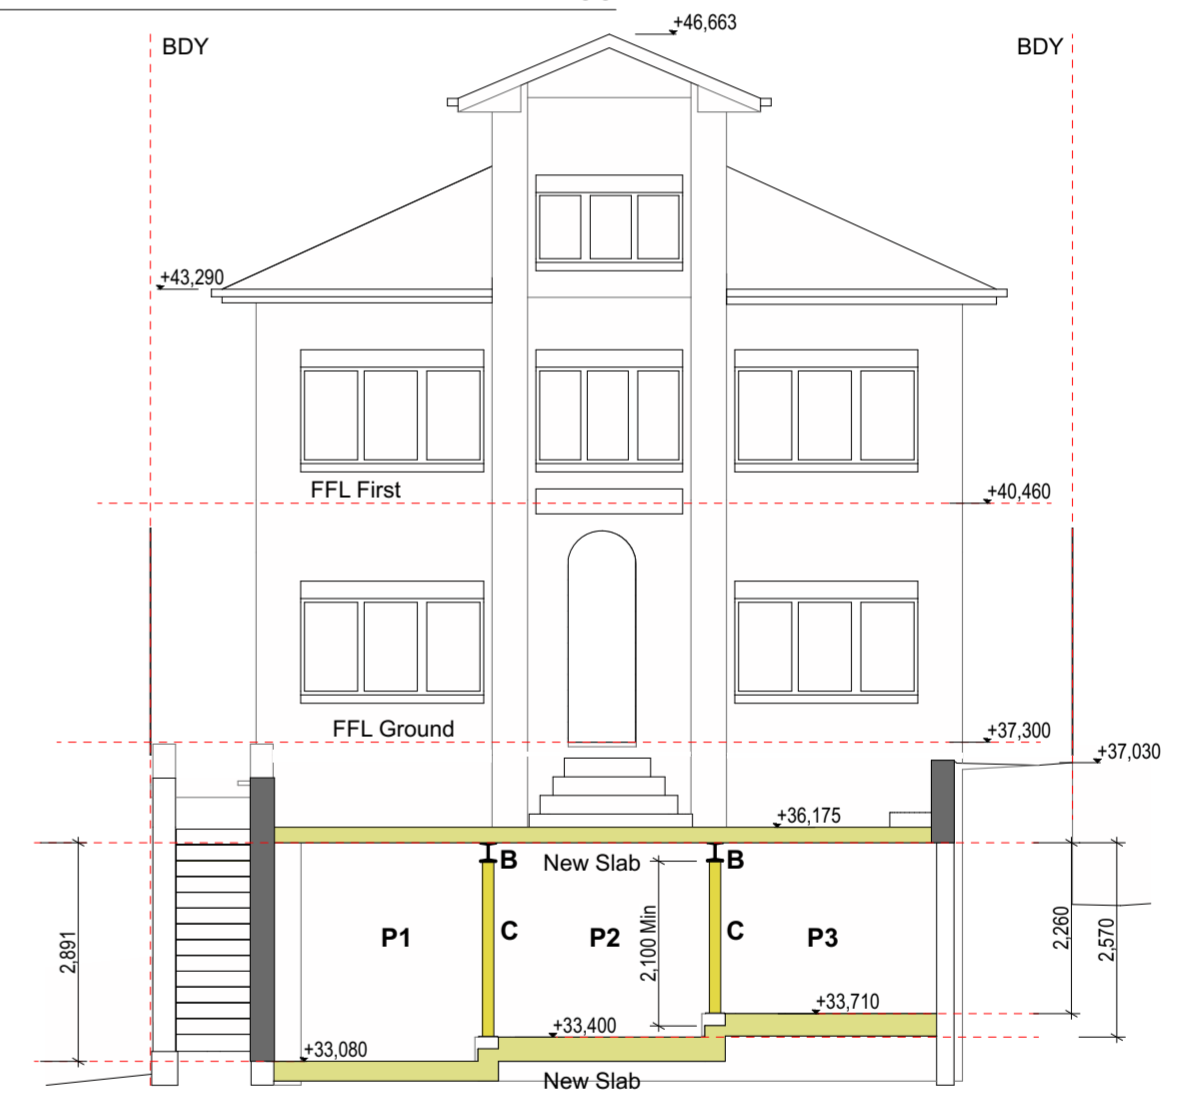 +46,663
BDY
BDY
+43,290
FFL First
+40,460
FFL Ground
+37,300
+37,030
+36,175
B
New Slab
B
P1
C
P2
2,100 Min
C
P3
2,891
2,260
2,570
+33,710
+33,400
+33,080
New Slab